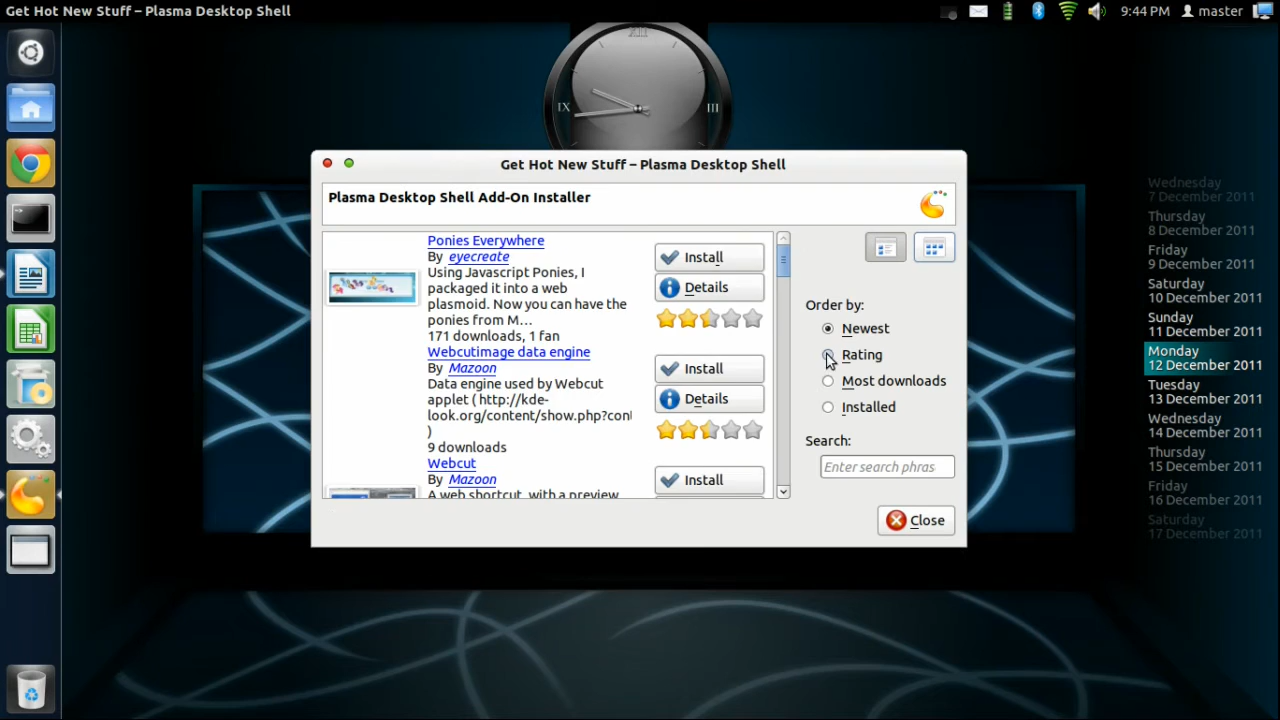 Get Hot New Stuff – Plasma Desktop Shell
9:44 PM master
XII
IX III
Get Hot New Stuff – Plasma Desktop Shell
Plasma Desktop Shell Add-On Installer
Ponies Everywhere
By eyecreate
Using Javascript Ponies, I
packaged it into a web
plasmoid. Now you can have the
ponies from M...
171 downloads, 1 fan
Install
Details
Webcutimage data engine
By Mazoon
Data engine used by Webcut
applet ( http://kde-
look.org/content/show.php?con
)
9 downloads
Install
Details
Webcut
By Mazoon
A web shortcut, with a preview
Install
Order by:
Newest
Rating
Most downloads
Installed
Search:
Enter search phras
Close
Wednesday
7 December 2011
Thursday
8 December 2011
Friday
9 December 2011
Saturday
10 December 2011
Sunday
11 December 2011
Monday
12 December 2011
Tuesday
13 December 2011
Wednesday
14 December 2011
Thursday
15 December 2011
Friday
16 December 2011
Saturday
17 December 2011